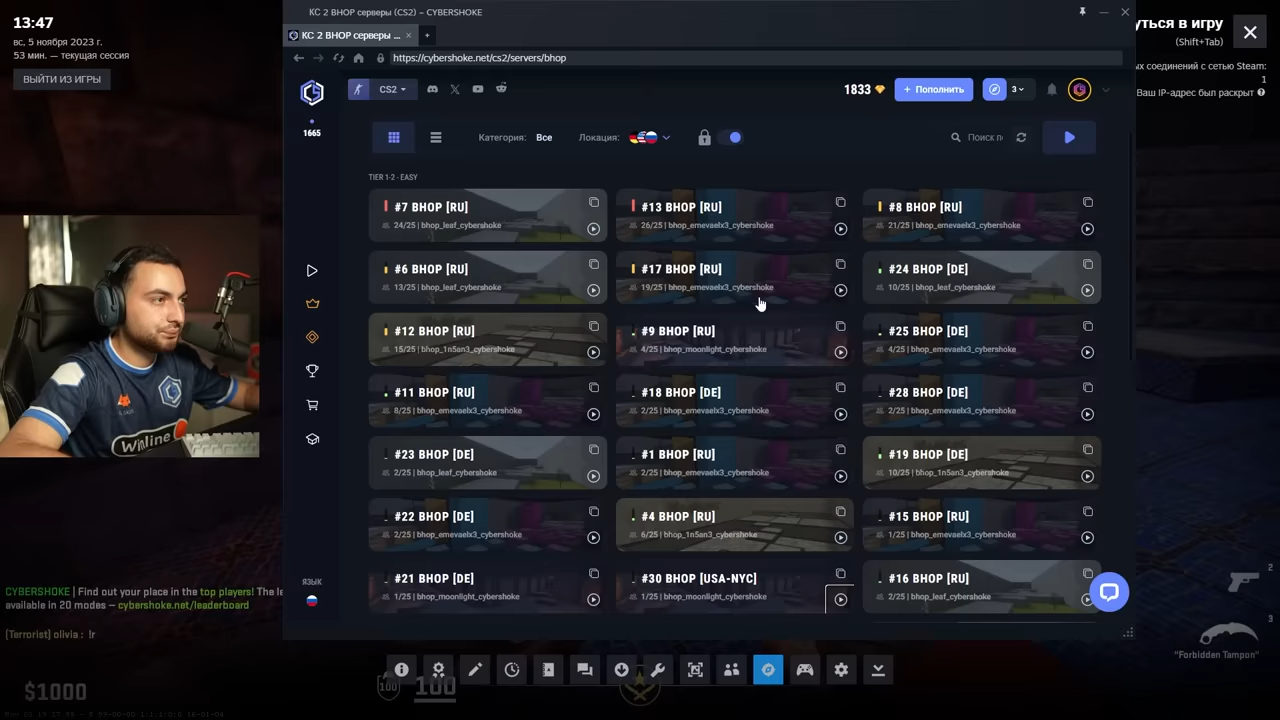 13:47
вс, 5 ноября 2023 г.
53 мин. — текущая сессия
ВЫЙТИ ИЗ ИГРЫ
КС 2 BHOP серверы (CS2) – CYBERSHOKE
КС 2 BHOP серверы ...
https://cybershoke.net/cs2/servers/bhop
уться в игру
(Shift+Tab)
ых соединений с сетью Steam:
1
Ваш IP-адрес был раскрыт
CS2
1833
+ Пополнить
3
1665
Категория: Все
Локация:
Поиск п
TIER 1-2 - EASY
#7 BHOP [RU]
24/25 | bhop_leaf_cybershoke
#13 BHOP [RU]
26/25 | bhop_emevaelx3_cybershoke
#8 BHOP [RU]
21/25 | bhop_emevaelx3_cybershoke
#6 BHOP [RU]
13/25 | bhop_leaf_cybershoke
#17 BHOP [RU]
19/25 | bhop_emevaelx3_cybershoke
#24 BHOP [DE]
10/25 | bhop_leaf_cybershoke
#12 BHOP [RU]
15/25 | bhop_1n5an3_cybershoke
#9 BHOP [RU]
4/25 | bhop_moonlight_cybershoke
#25 BHOP [DE]
4/25 | bhop_emevaelx3_cybershoke
#11 BHOP [RU]
8/25 | bhop_emevaelx3_cybershoke
#18 BHOP [DE]
2/25 | bhop_emevaelx3_cybershoke
#28 BHOP [DE]
2/25 | bhop_emevaelx3_cybershoke
#23 BHOP [DE]
2/25 | bhop_leaf_cybershoke
#1 BHOP [RU]
2/25 | bhop_emevaelx3_cybershoke
#19 BHOP [DE]
10/25 | bhop_1n5an3_cybershoke
#22 BHOP [DE]
2/25 | bhop_emevaelx3_cybershoke
#4 BHOP [RU]
6/25 | bhop_1n5an3_cybershoke
#15 BHOP [RU]
1/25 | bhop_emevaelx3_cybershoke
#21 BHOP [DE]
1/25 | bhop_moonlight_cybershoke
#30 BHOP [USA-NYC]
1/25 | bhop_moonlight_cybershoke
#16 BHOP [RU]
2/25 | bhop_leaf_cybershoke
ЯЗЫК
Winline
CYBERSHOKE | Find out your place in the top players! The le
available in 20 modes — cybershoke.net/leaderboard
[Terrorist] olivia : !r
2
3
"Forbidden Tampon"
$1000
100
100